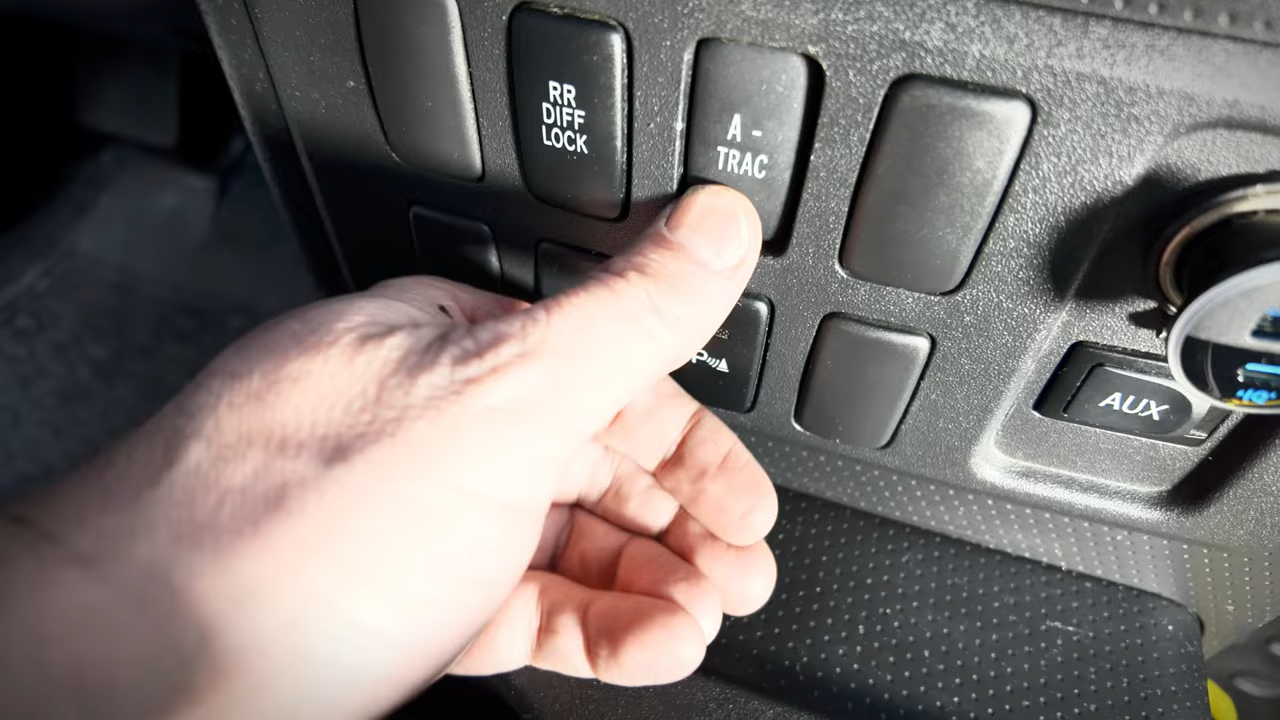 RR
DIFF
LOCK
A -
TRAC
P
AUX